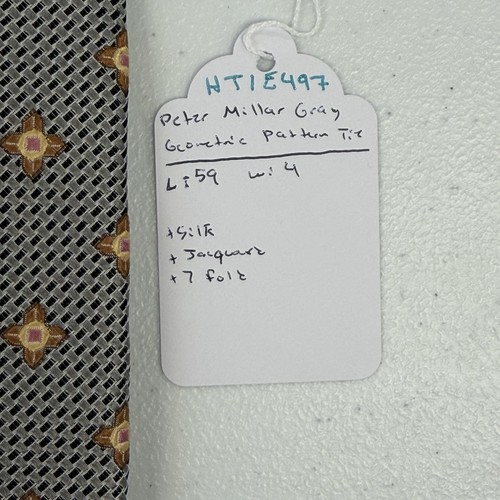 HTIE497
Peter Millar Gray
Geometric Pattern Tie
L: 59 W: 4
+ Silk
+ Jacquard
+ 7 fold